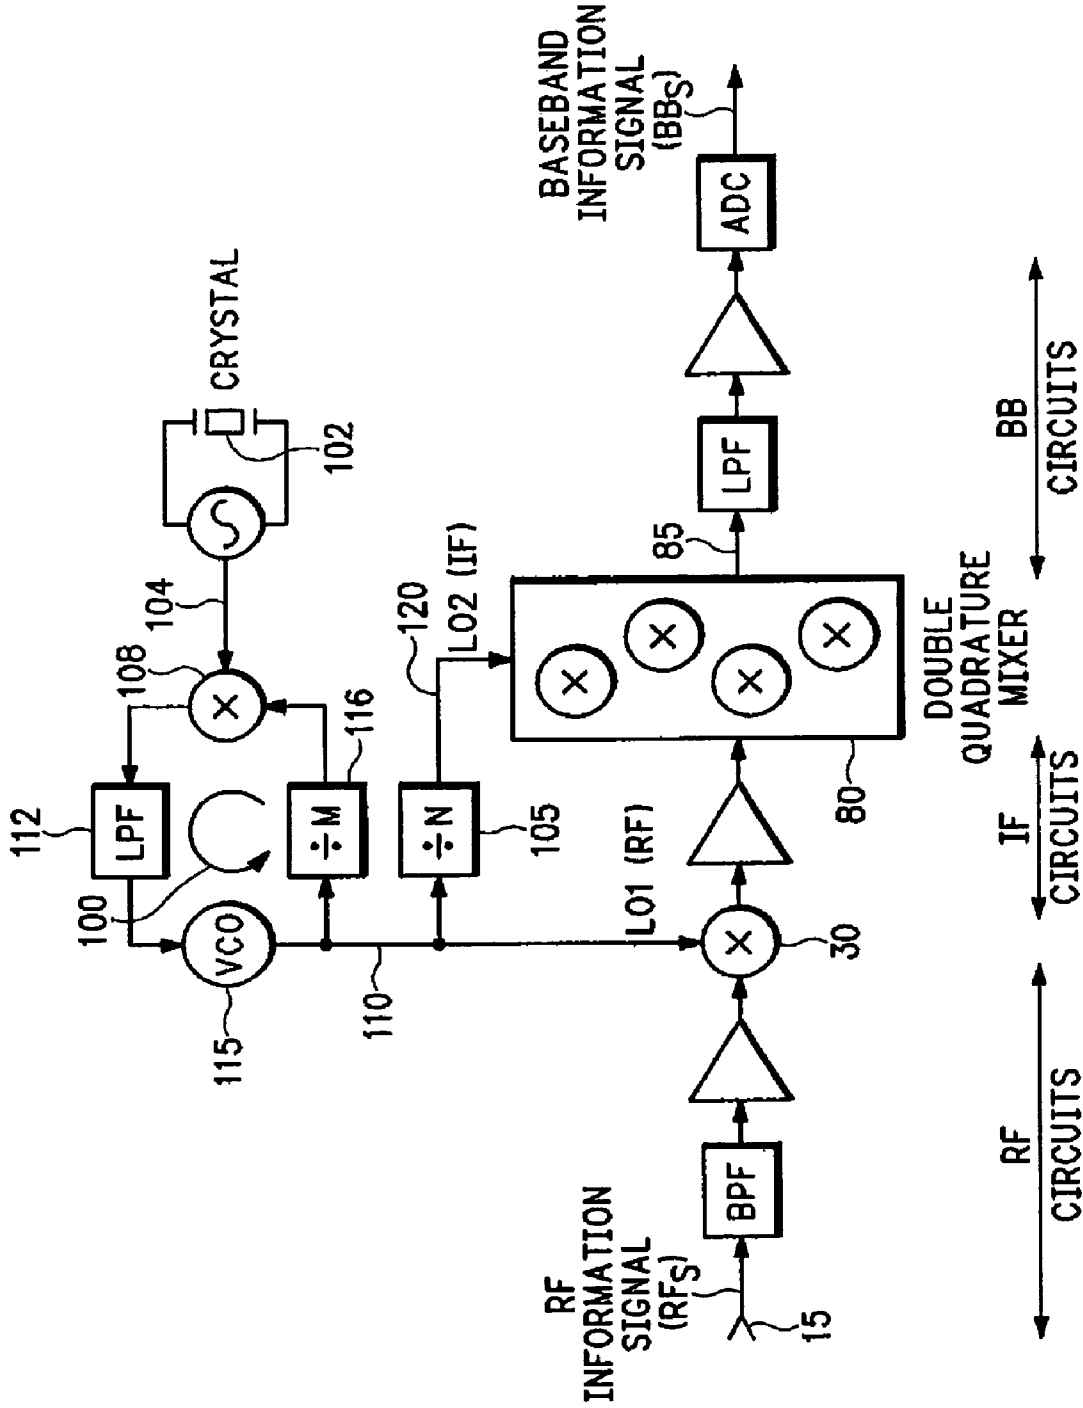 112
LPF
108
104
CRYSTAL
102
100
VCO
115
÷M
116
110
÷N
105
120
LO2 (IF)
LO1 (RF)
RF
INFORMATION
SIGNAL
(RFS)
15
BPF
30
80
DOUBLE
QUADRATURE
MIXER
85
LPF
ADC
BASEBAND
INFORMATION
SIGNAL
(BBS)
RF
CIRCUITS
IF
CIRCUITS
BB
CIRCUITS